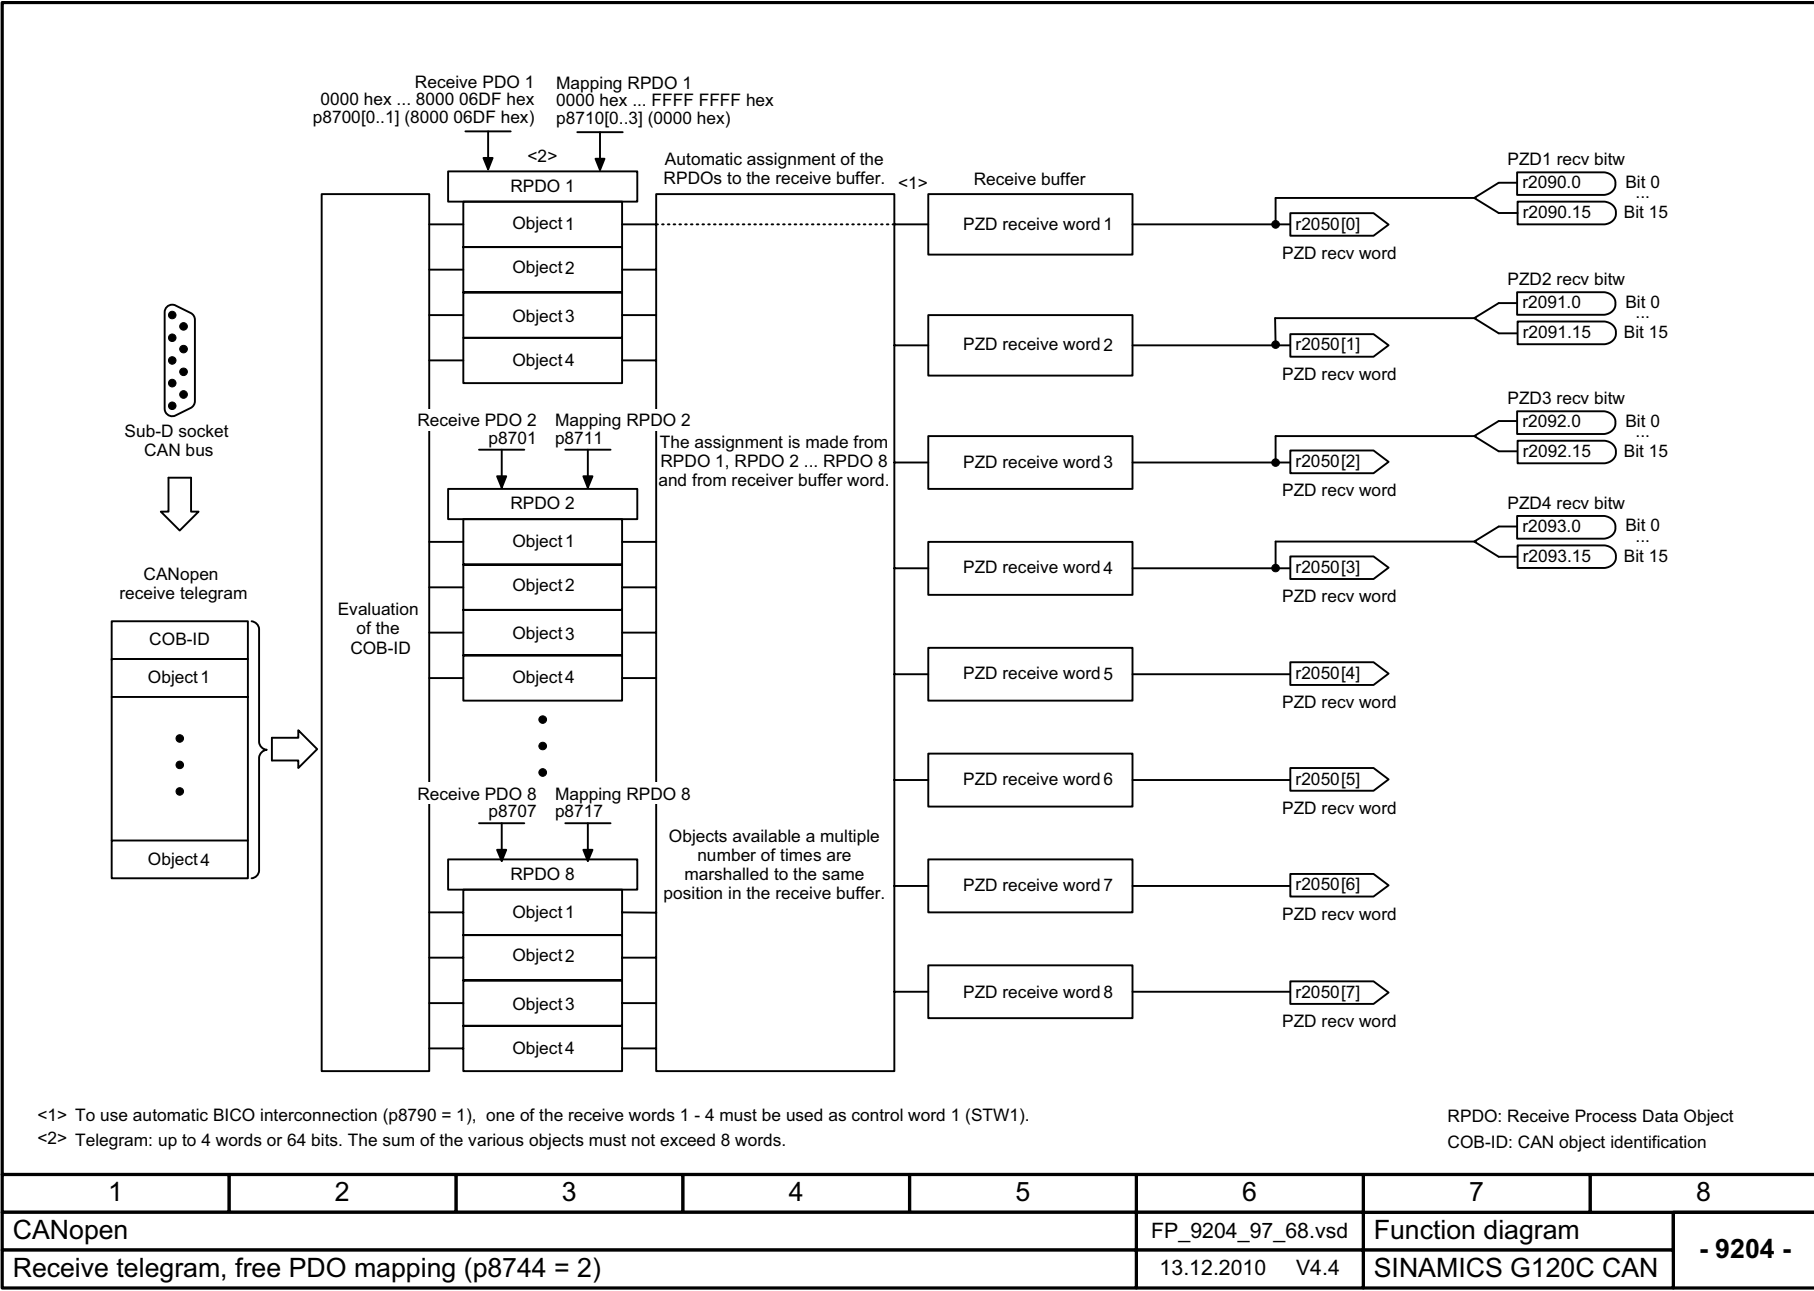 Receive PDO 1
0000 hex ... 8000 06DF hex
p8700[0..1] (8000 06DF hex)
Mapping RPDO 1
0000 hex ... FFFF FFFF hex
p8710[0..3] (0000 hex)
<2>
RPDO 1
Object 1
Object 2
Object 3
Object 4
Automatic assignment of the
RPDOs to the receive buffer.
<1>
Receive buffer
PZD receive word 1
r2050[0]
PZD recv word
PZD1 recv bitw
r2090.0 Bit 0
...
r2090.15 Bit 15
PZD receive word 2
r2050[1]
PZD recv word
PZD2 recv bitw
r2091.0 Bit 0
...
r2091.15 Bit 15
Sub-D socket
CAN bus
Receive PDO 2
p8701
Mapping RPDO 2
p8711
RPDO 2
Object 1
Object 2
Object 3
Object 4
The assignment is made from
RPDO 1, RPDO 2 ... RPDO 8
and from receiver buffer word.
PZD receive word 3
r2050[2]
PZD recv word
PZD3 recv bitw
r2092.0 Bit 0
...
r2092.15 Bit 15
PZD receive word 4
r2050[3]
PZD recv word
PZD4 recv bitw
r2093.0 Bit 0
...
r2093.15 Bit 15
CANopen
receive telegram
COB-ID
Object 1
Object 4
Evaluation
of the
COB-ID
PZD receive word 5
r2050[4]
PZD recv word
PZD receive word 6
r2050[5]
PZD recv word
Receive PDO 8
p8707
Mapping RPDO 8
p8717
RPDO 8
Object 1
Object 2
Object 3
Object 4
Objects available a multiple
number of times are
marshalled to the same
position in the receive buffer.
PZD receive word 7
r2050[6]
PZD recv word
PZD receive word 8
r2050[7]
PZD recv word
<1> To use automatic BICO interconnection (p8790 = 1), one of the receive words 1 - 4 must be used as control word 1 (STW1).
<2> Telegram: up to 4 words or 64 bits. The sum of the various objects must not exceed 8 words.
RPDO: Receive Process Data Object
COB-ID: CAN object identification
1 2 3 4 5 6 7 8
CANopen
FP_9204_97_68.vsd
Function diagram
- 9204 -
Receive telegram, free PDO mapping (p8744 = 2)
13.12.2010 V4.4
SINAMICS G120C CAN